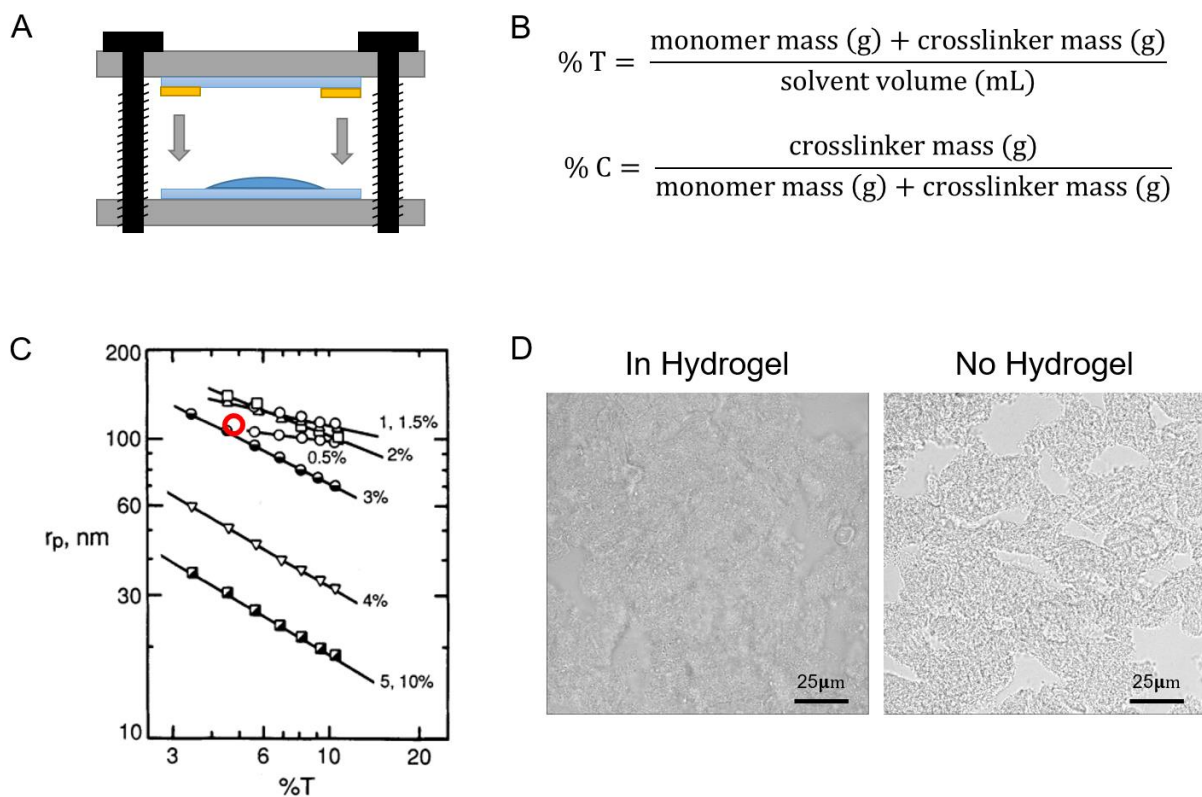 A
B
% T = monomer mass (g) + crosslinker mass (g)
solvent volume (mL)
% C = crosslinker mass (g)
monomer mass (g) + crosslinker mass (g)
C
200
100
60
30
10
rp, nm
1, 1.5%
2%
0.5%
3%
4%
5, 10%
3
6
10
20
%T
D
In Hydrogel
No Hydrogel
25μm
25μm